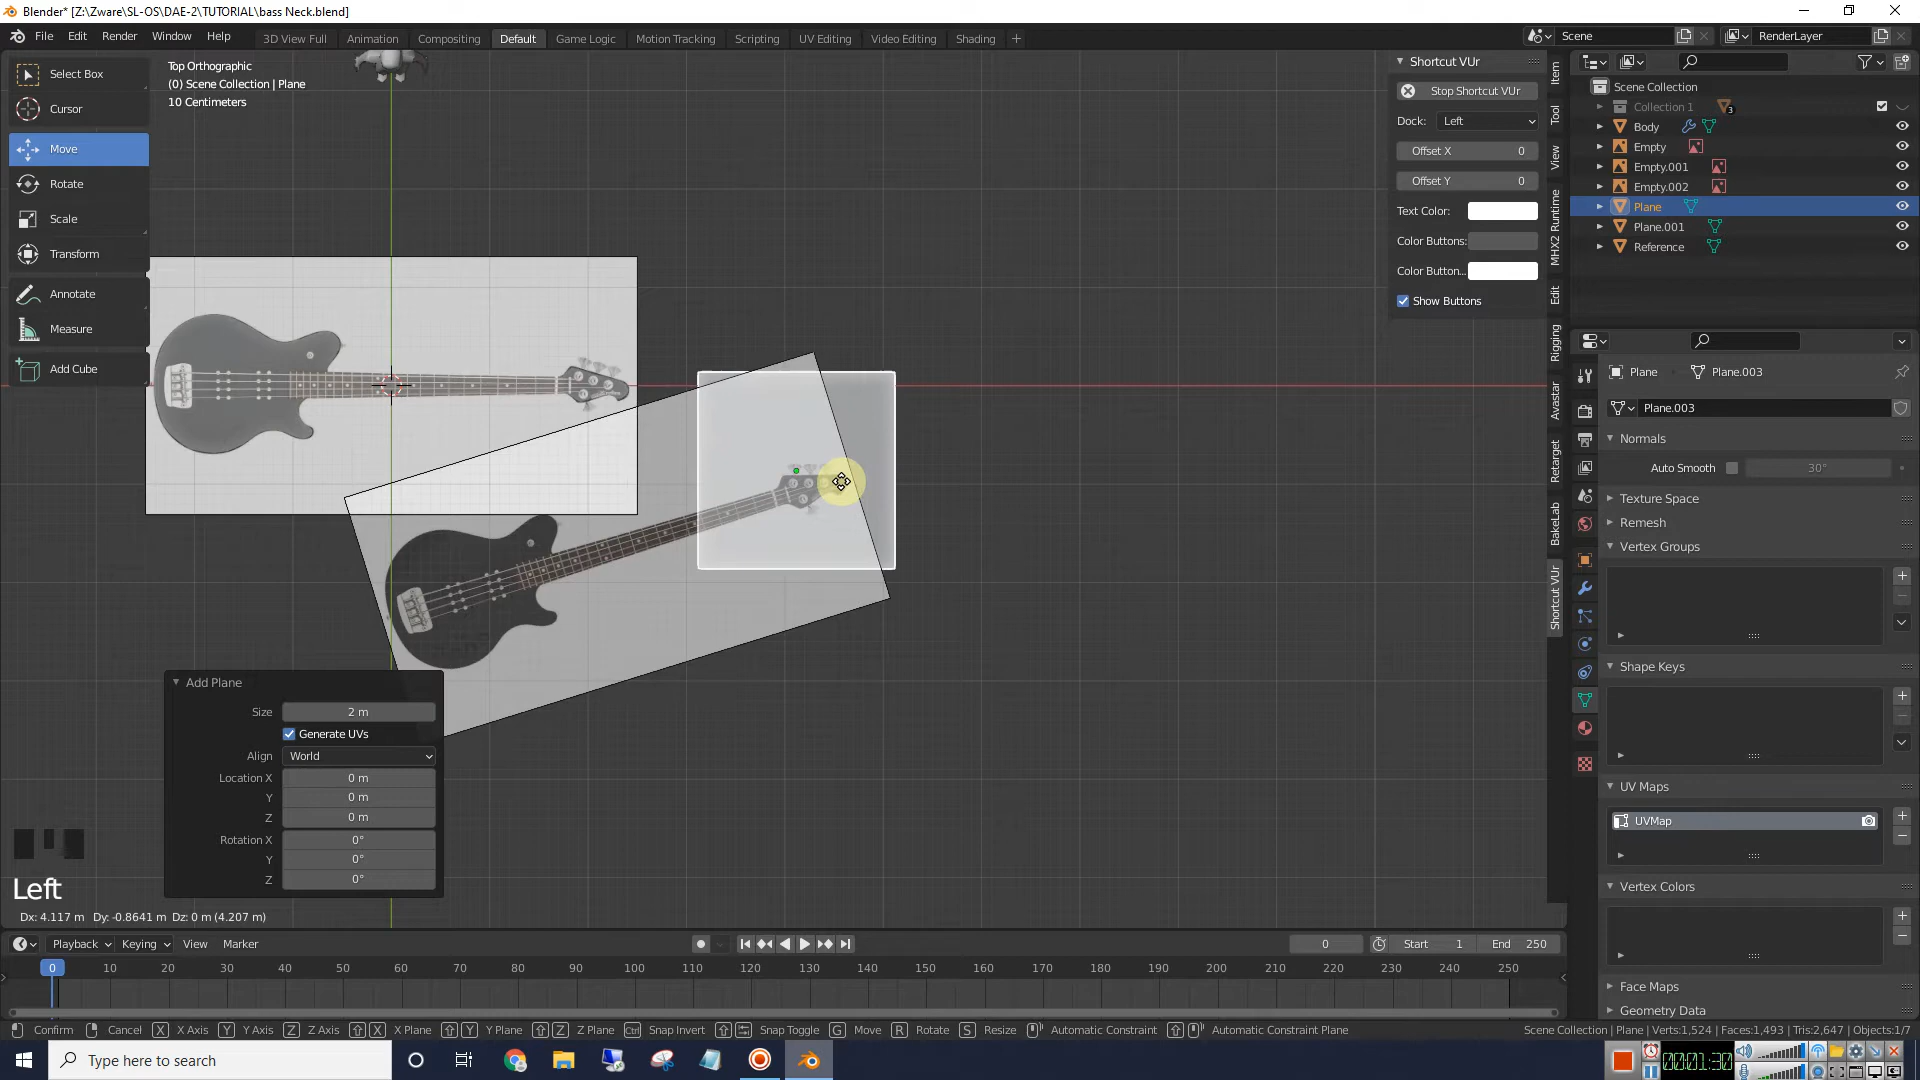 Blender* [Z:\Zware\SL-OS\DAE-2\TUTORIAL\bass Neck.blend]
File Edit Render Window Help
3D View Full Animation Compositing Default Game Logic Motion Tracking Scripting UV Editing Video Editing Shading +
Scene
RenderLayer
Select Box
Cursor
Move
Rotate
Scale
Transform
Annotate
Measure
Add Cube
Top Orthographic
(0) Scene Collection | Plane
10 Centimeters
Shortcut VUr
Stop Shortcut VUr
Dock: Left
Offset X 0
Offset Y 0
Text Color:
Color Buttons:
Color Button...
Show Buttons
Item
Tool
View
MHX2 Runtime
Edit
Rigging
Avastar
Retarget
BakeLab
Shortcut VUr
Scene Collection
Collection 1 3
Body
Empty
Empty.001
Empty.002
Plane
Plane.001
Reference
Plane Plane.003
Plane.003
Normals
Auto Smooth 30°
Texture Space
Remesh
Vertex Groups
Shape Keys
UV Maps
UVMap
Vertex Colors
Face Maps
Geometry Data
Add Plane
Size 2 m
Generate UVs
Align World
Location X 0 m
Y 0 m
Z 0 m
Rotation X 0°
Y 0°
Z 0°
Left
Dx: 4.117 m Dy: -0.8641 m Dz: 0 m (4.207 m)
Playback Keying View Marker
0 Start 1 End 250
0 10 20 30 40 50 60 70 80 90 100 110 120 130 140 150 160 170 180 190 200 210 220 230 240 250
Confirm Cancel X X Axis Y Y Axis Z Z Axis X X Plane Y Y Plane Z Z Plane Ctrl Snap Invert Snap Toggle G Move R Rotate S Resize Automatic Constraint Automatic Constraint Plane
Scene Collection | Plane | Verts:1,524 | Faces:1,493 | Tris:2,647 | Objects:1/7
Type here to search
00:01:30